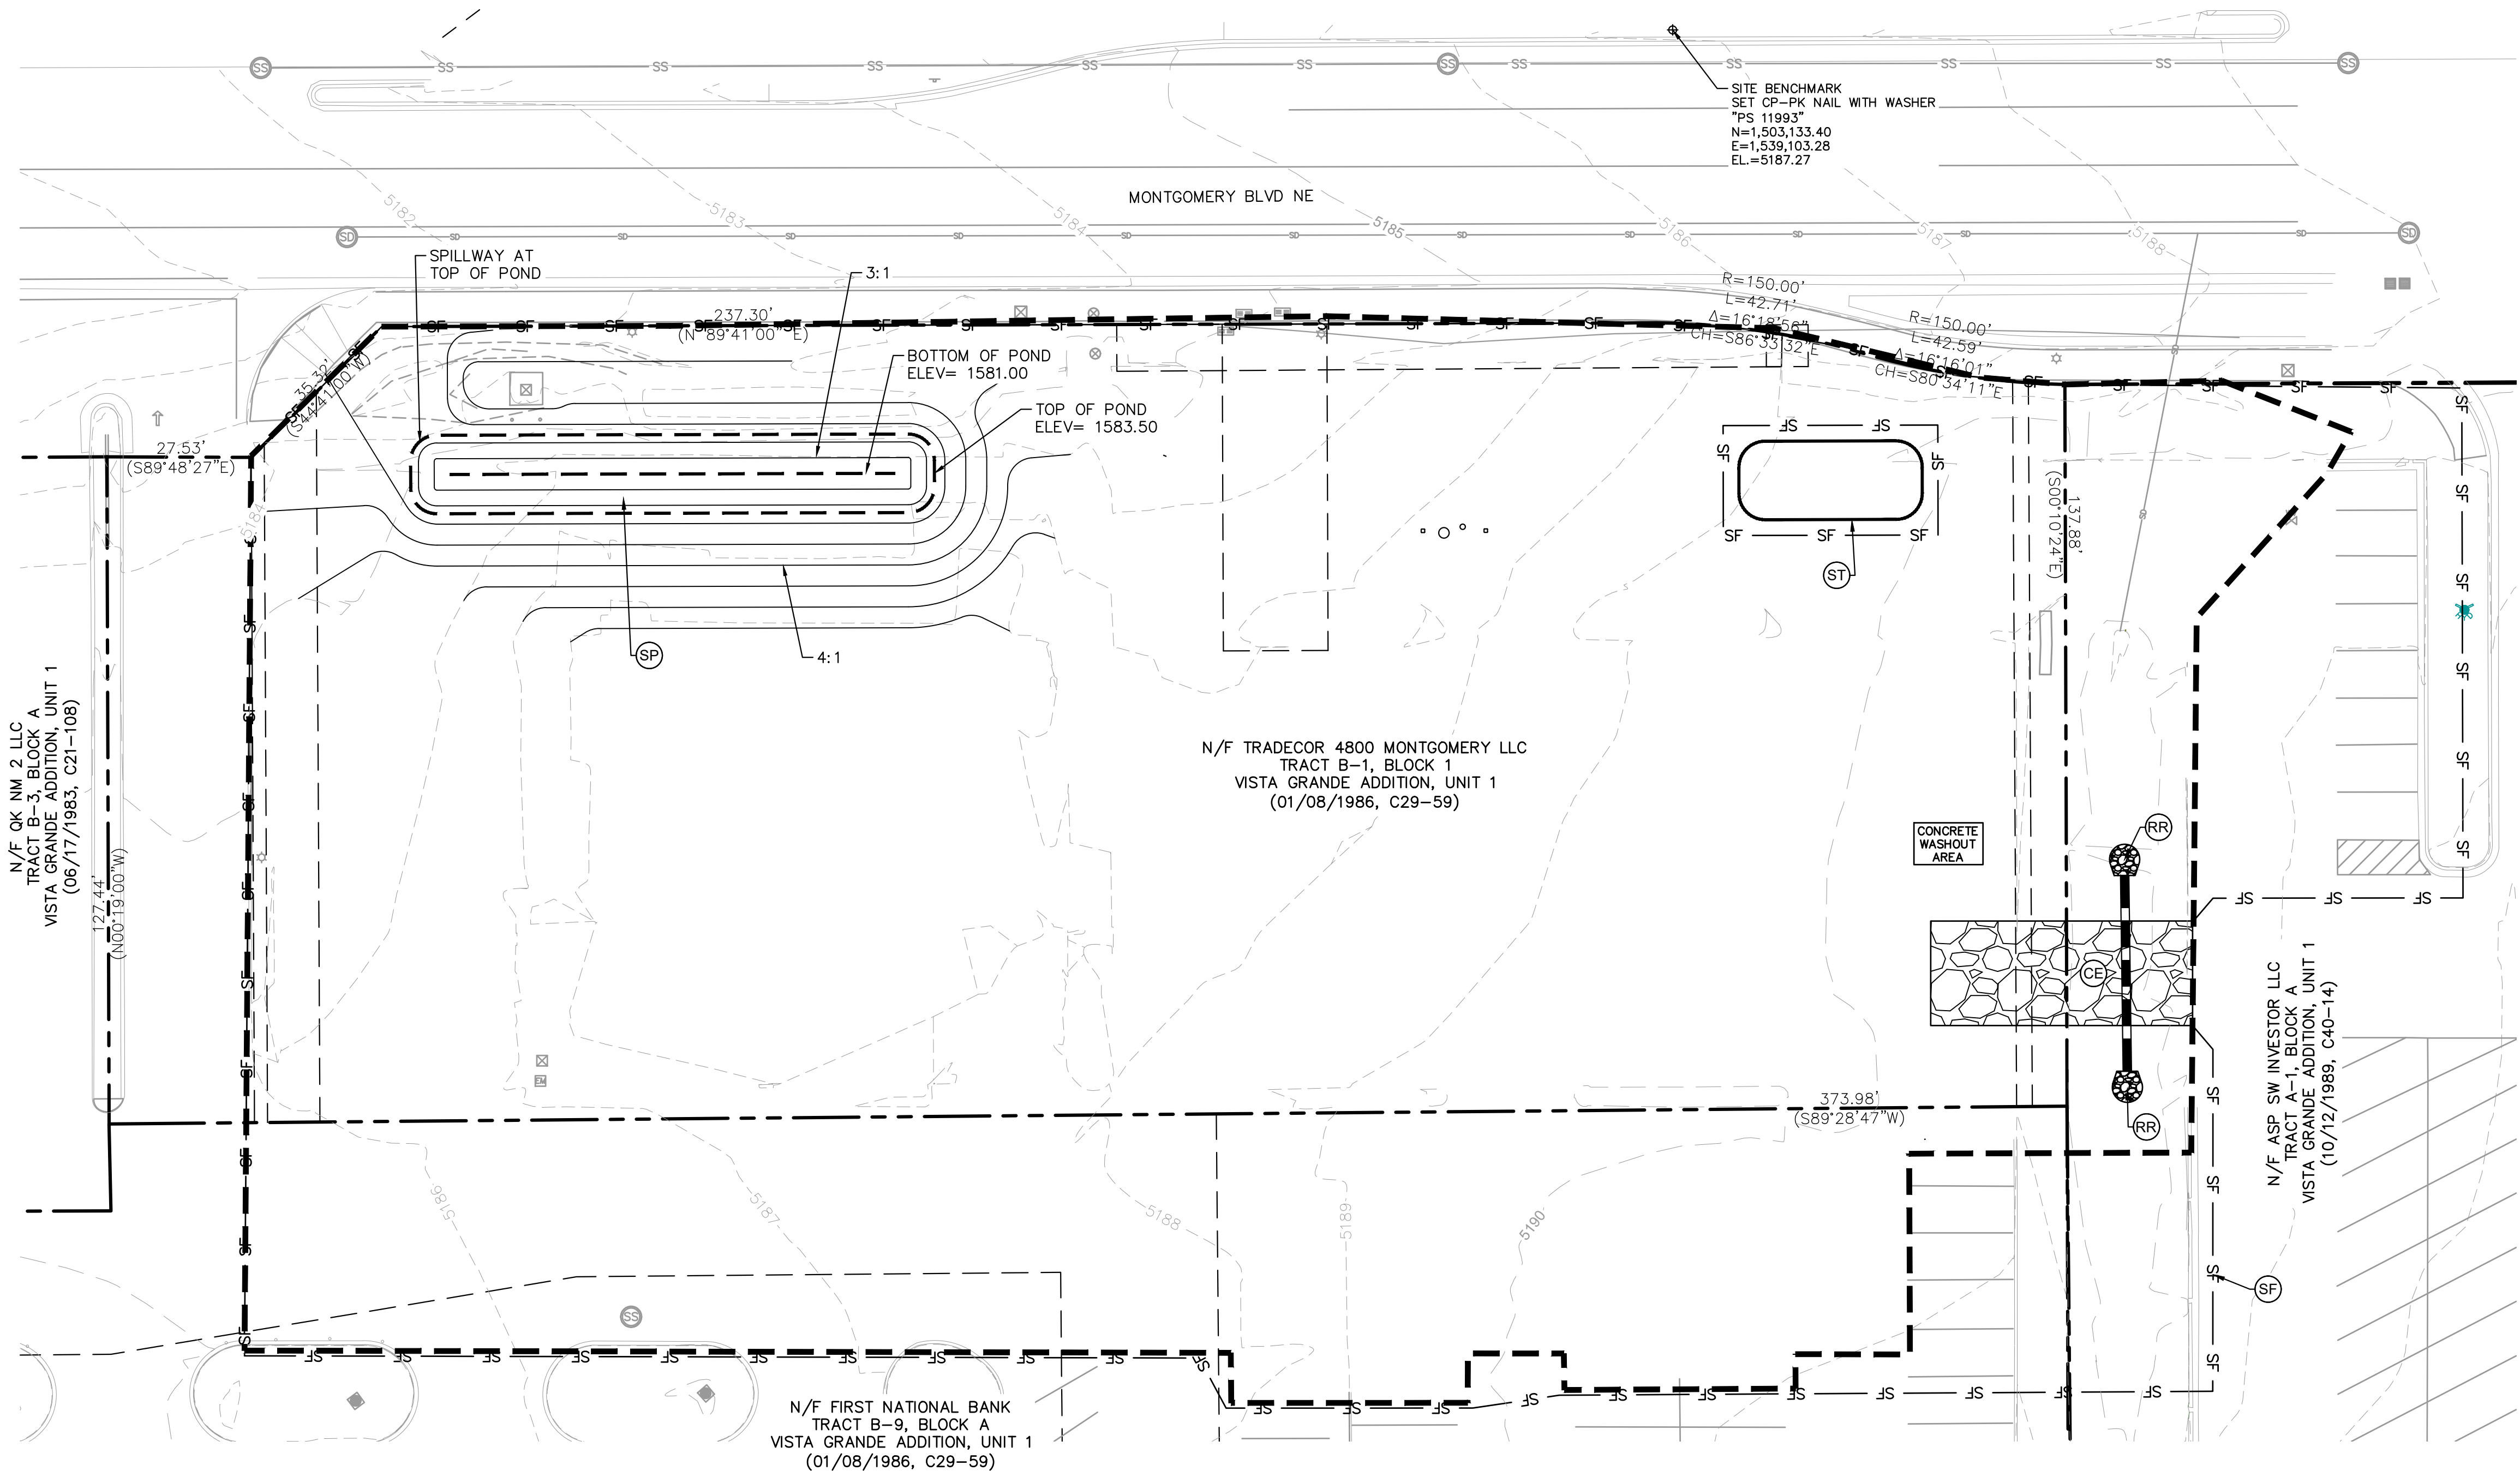 SITE BENCHMARK
SET CP-PK NAIL WITH WASHER
"PS 11993"
N=1,503,133.40
E=1,539,103.28
EL.=5187.27
MONTGOMERY BLVD NE
5182
5183
5184
5185
5186
5187
5188
SPILLWAY AT
TOP OF POND
3:1
237.30'
(N 89°41'00" E)
R=150.00'
L=42.71'
Δ=16°18'56"
CH=S86°33'32"E
R=150.00'
L=42.59'
Δ=16°16'01"
CH=S80°34'11"E
BOTTOM OF POND
ELEV= 1581.00
TOP OF POND
ELEV= 1583.50
35.32'
(S44°41'00"W)
27.53'
(S89°48'27"E)
5184
137.88'
(S00°10'24"E)
ST
SP
4:1
N/F QK NM 2 LLC
TRACT B-3, BLOCK A
VISTA GRANDE ADDITION, UNIT 1
(06/17/1983, C21-108)
N/F TRADECOR 4800 MONTGOMERY LLC
TRACT B-1, BLOCK 1
VISTA GRANDE ADDITION, UNIT 1
(01/08/1986, C29-59)
CONCRETE
WASHOUT
AREA
RR
127.44'
(N00°19'00"W)
CE
EM
373.98'
(S89°28'47"W)
RR
N/F ASP SW INVESTOR LLC
TRACT A-1, BLOCK A
VISTA GRANDE ADDITION, UNIT 1
(10/12/1989, C40-14)
5186
5187
5188
5189
5190
SF
SS
N/F FIRST NATIONAL BANK
TRACT B-9, BLOCK A
VISTA GRANDE ADDITION, UNIT 1
(01/08/1986, C29-59)